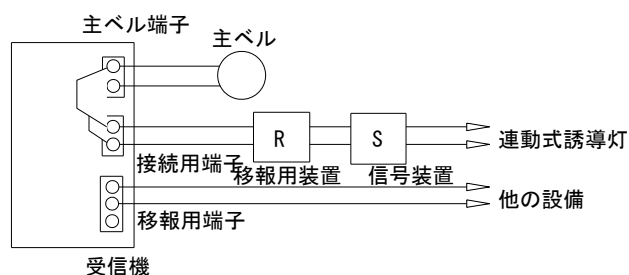 主ベル端子
主ベル
R
S
連動式誘導灯
接続用端子
移報用装置
信号装置
他の設備
移報用端子
受信機